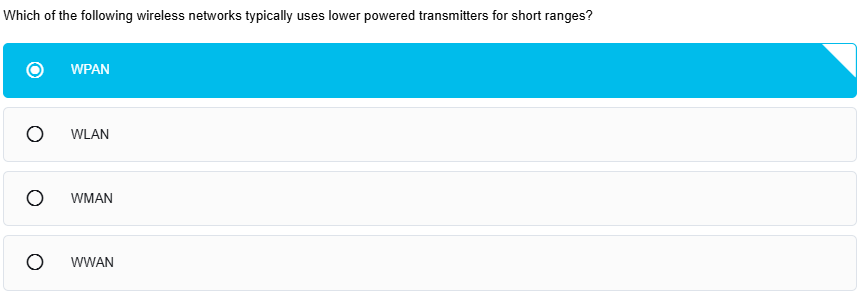 Which of the following wireless networks typically uses lower powered transmitters for short ranges?
WPAN
WLAN
WMAN
WWAN